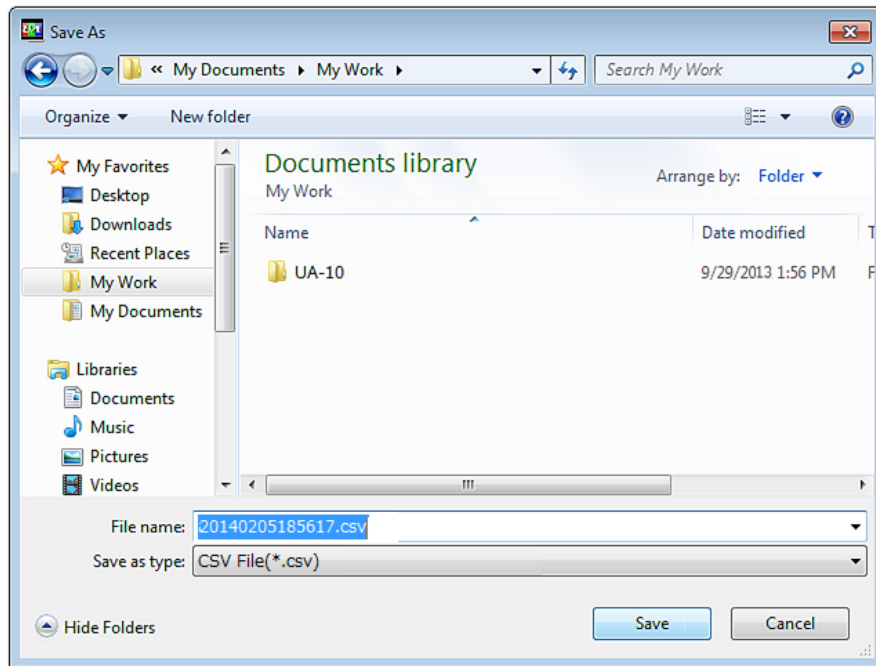 Save As
« My Documents ▸ My Work ▸ Search My Work
Organize ▾ New folder
My Favorites
Desktop
Downloads
Recent Places
My Work
My Documents
Libraries
Documents
Music
Pictures
Videos
Documents library
My Work
Arrange by: Folder ▾
Name Date modified T
UA-10 9/29/2013 1:56 PM F
File name: 20140205185617.csv
Save as type: CSV File(*.csv)
Hide Folders Save Cancel